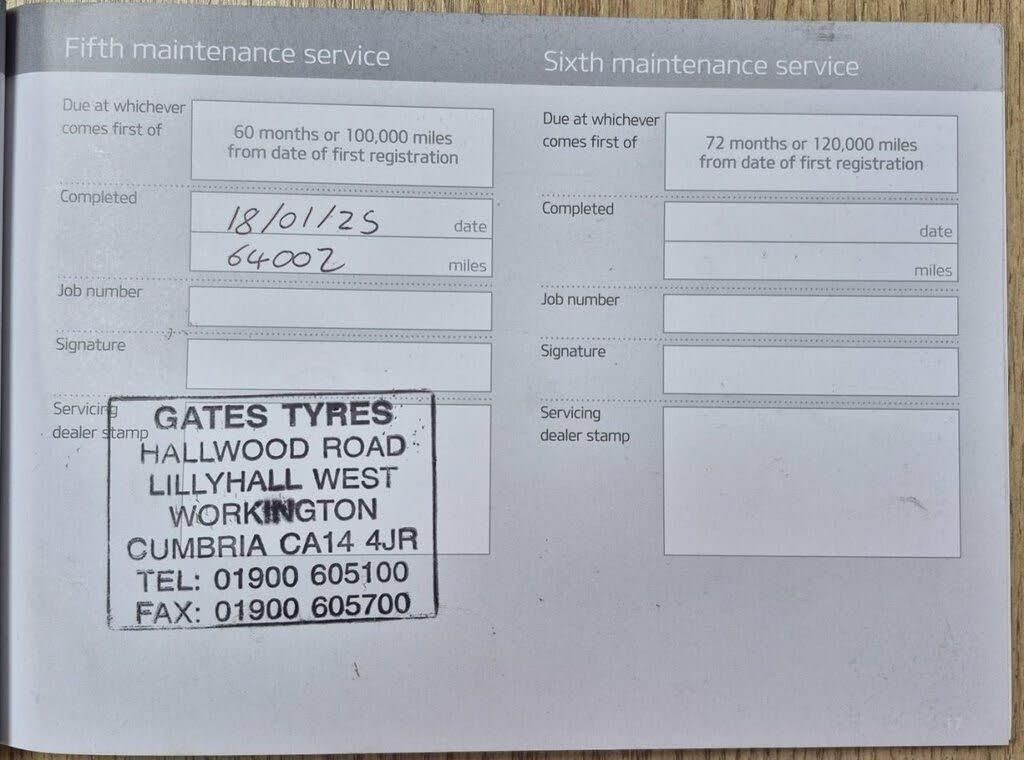 Fifth maintenance service
Due at whichever
comes first of
60 months or 100,000 miles
from date of first registration
Completed
18/01/25
date
64002
miles
Job number
Signature
Servicing
dealer stamp
GATES TYRES
HALLWOOD ROAD
LILLYHALL WEST
WORKINGTON
CUMBRIA CA14 4JR
TEL: 01900 605100
FAX: 01900 605700
Sixth maintenance service
Due at whichever
comes first of
72 months or 120,000 miles
from date of first registration
Completed
date
miles
Job number
Signature
Servicing
dealer stamp
17